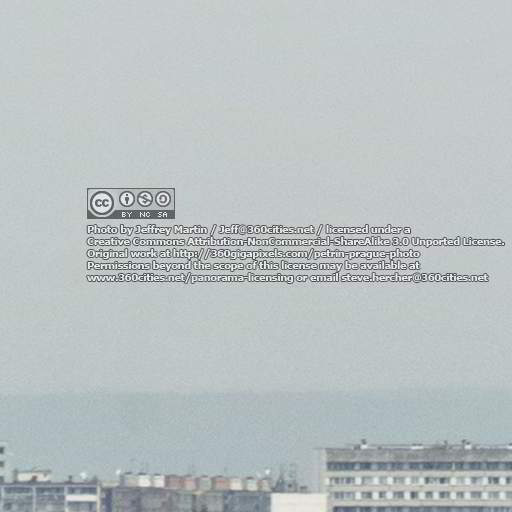 cc
BY NC SA
Photo by Jeffrey Martin / Jeff@360cities.net / licensed under a
Creative Commons Attribution-NonCommercial-ShareAlike 3.0 Unported License.
Original work at http://360gigapixels.com/petrin-prague-photo
Permissions beyond the scope of this license may be available at
www.360cities.net/panorama-licensing or email steve.hercher@360cities.net